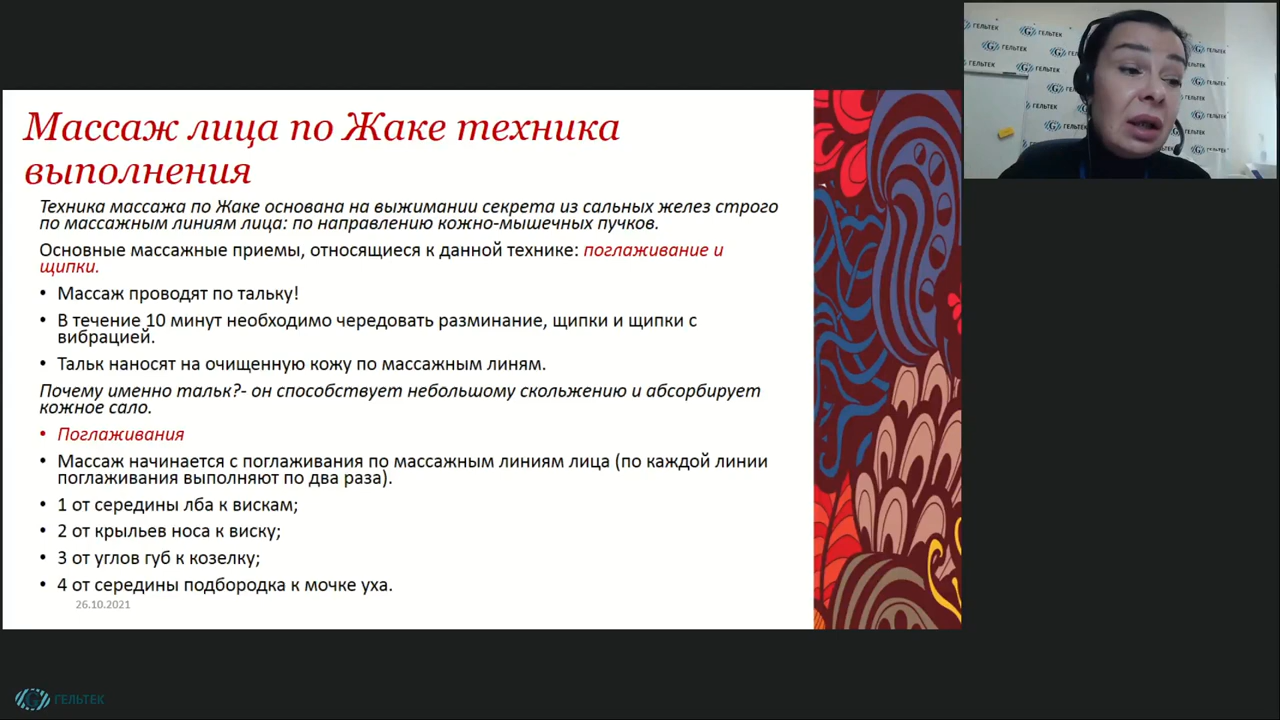 Массаж лица по Жаке техника
выполнения
Техника массажа по Жаке основана на выжимании секрета из сальных желез строго
по массажным линиям лица: по направлению кожно-мышечных пучков.
Основные массажные приемы, относящиеся к данной технике: поглаживание и
щипки.
• Массаж проводят по тальку!
• В течение 10 минут необходимо чередовать разминание, щипки и щипки с
вибрацией.
• Тальк наносят на очищенную кожу по массажным линям.
Почему именно тальк?- он способствует небольшому скольжению и абсорбирует
кожное сало.
• Поглаживания
• Массаж начинается с поглаживания по массажным линиям лица (по каждой линии
поглаживания выполняют по два раза).
• 1 от середины лба к вискам;
• 2 от крыльев носа к виску;
• 3 от углов губ к козелку;
• 4 от середины подбородка к мочке уха.
26.10.2021
ГЕЛЬТЕК
ГЕЛЬТЕК
ГЕЛЬТЕК
ГЕЛЬТЕК
ГЕЛЬТЕК